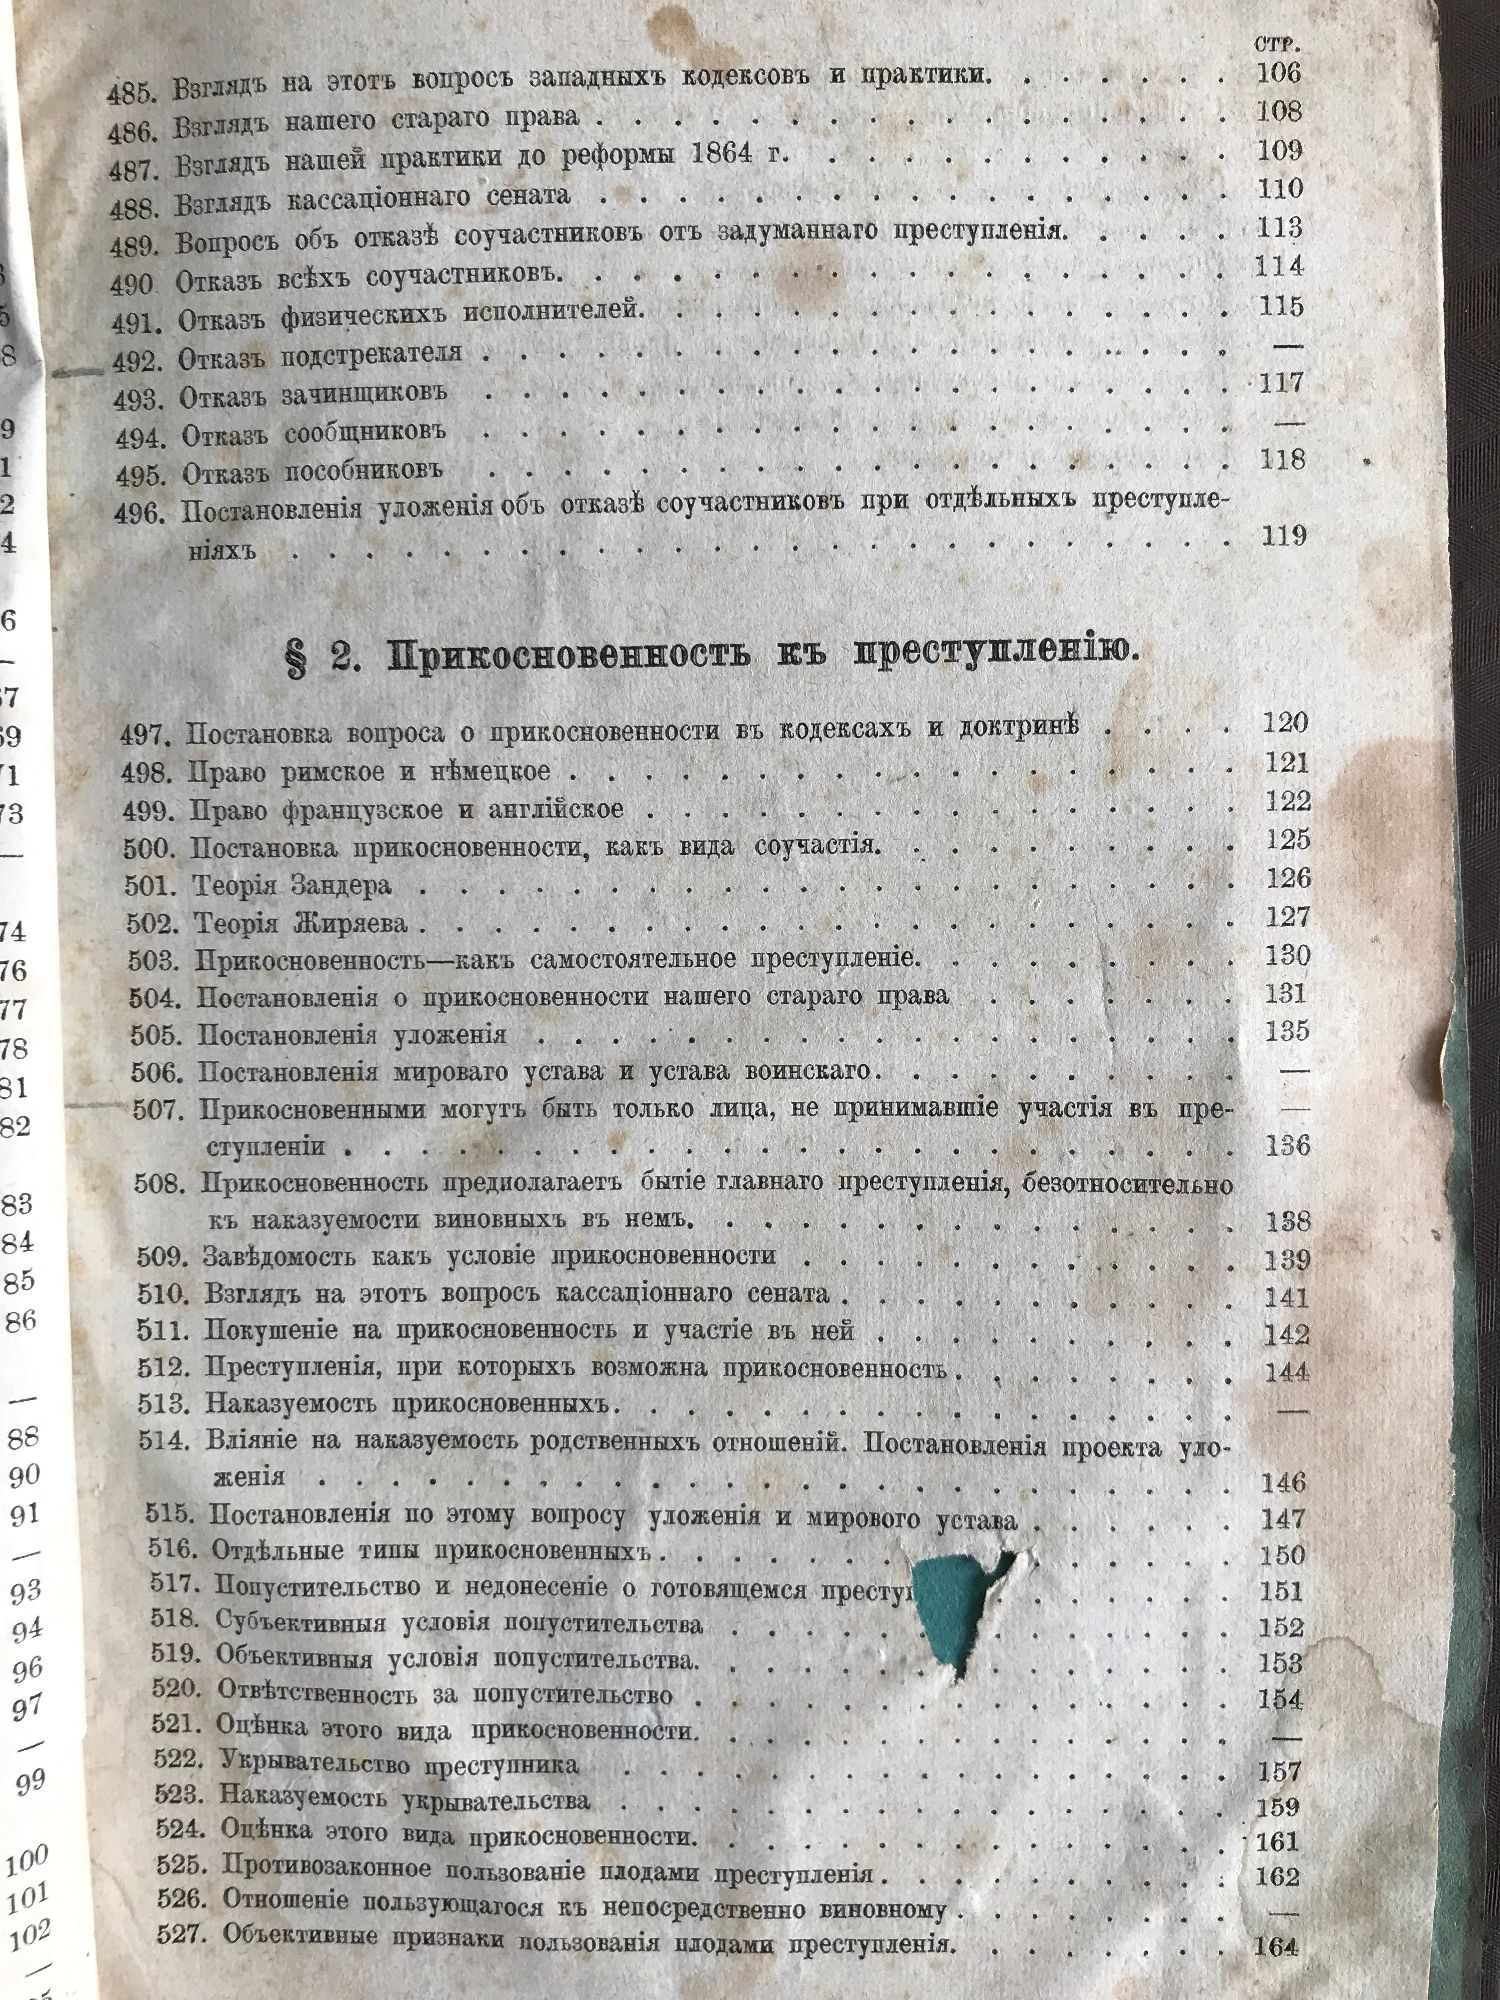 СТР.
485. Взглядъ на этотъ вопросъ западныхъ кодексовъ и практики. . . . . . . 106
486. Взглядъ нашего стараго права . . . . . . . . . . . . . . . . . 108
487. Взглядъ нашей практики до реформы 1864 г. . . . . . . . . . . . 109
488. Взглядъ кассаціоннаго сената . . . . . . . . . . . . . . . . . 110
489. Вопросъ объ отказѣ соучастниковъ отъ задуманнаго преступленія. . . . . 113
490. Отказъ всѣхъ соучастниковъ. . . . . . . . . . . . . . . . . . 114
491. Отказъ физическихъ исполнителей. . . . . . . . . . . . . . . . 115
492. Отказъ подстрекателя . . . . . . . . . . . . . . . . . . . . —
493. Отказъ зачинщиковъ . . . . . . . . . . . . . . . . . . . . 117
494. Отказъ сообщниковъ . . . . . . . . . . . . . . . . . . . . —
495. Отказъ пособниковъ . . . . . . . . . . . . . . . . . . . . 118
496. Постановленія уложенія объ отказѣ соучастниковъ при отдѣльныхъ преступле-
ніяхъ . . . . . . . . . . . . . . . . . . . . . . . . . 119
§ 2. Прикосновенность къ преступленію.
497. Постановка вопроса о прикосновенности въ кодексахъ и доктринѣ . . . . 120
498. Право римское и нѣмецкое . . . . . . . . . . . . . . . . . . 121
499. Право французское и англійское . . . . . . . . . . . . . . . . 122
500. Постановка прикосновенности, какъ вида соучастія. . . . . . . . . . 125
501. Теорія Зандера . . . . . . . . . . . . . . . . . . . . . . 126
502. Теорія Жиряева . . . . . . . . . . . . . . . . . . . . . . 127
503. Прикосновенность—какъ самостоятельное преступленіе. . . . . . . . . 130
504. Постановленія о прикосновенности нашего стараго права . . . . . . . 131
505. Постановленія уложенія . . . . . . . . . . . . . . . . . . . 135
506. Постановленія мироваго устава и устава воинскаго. . . . . . . . . . —
507. Прикосновенными могутъ быть только лица, не принимавшіе участія въ пре- —
ступленіи . . . . . . . . . . . . . . . . . . . . . . . . 136
508. Прикосновенность предполагаетъ бытіе главнаго преступленія, безотносительно
къ наказуемости виновныхъ въ немъ. . . . . . . . . . . . . . . 138
509. Завѣдомость какъ условіе прикосновенности . . . . . . . . . . . . 139
510. Взглядъ на этотъ вопросъ кассаціоннаго сената . . . . . . . . . . . 141
511. Покушеніе на прикосновенность и участіе въ ней . . . . . . . . . . 142
512. Преступленія, при которыхъ возможна прикосновенность. . . . . . . . 144
513. Наказуемость прикосновенныхъ. . . . . . . . . . . . . . . . . —
514. Вліяніе на наказуемость родственныхъ отношеній. Постановленія проекта уло-
женія . . . . . . . . . . . . . . . . . . . . . . . . . 146
515. Постановленія по этому вопросу уложенія и мирового устава . . . . . . 147
516. Отдѣльные типы прикосновенныхъ. . . . . . . . . . . . . . . . 150
517. Попустительство и недонесеніе о готовящемся . . . . . . 151
518. Субъективныя условія попустительства . . . . . . . . . . . . . . 152
519. Объективныя условія попустительства. . . . . . . . . . . . . . . 153
520. Отвѣтственность за попустительство . . . . . . . . . . . . . . . 154
521. Оцѣнка этого вида прикосновенности. . . . . . . . . . . . . . . —
522. Укрывательство преступника . . . . . . . . . . . . . . . . . 157
523. Наказуемость укрывательства . . . . . . . . . . . . . . . . . 159
524. Оцѣнка этого вида прикосновенности. . . . . . . . . . . . . . . 161
525. Противозаконное пользованіе плодами преступленія . . . . . . . . . . 162
526. Отношеніе пользующагося къ непосредственно виновному . . . . . . . . —
527. Объективные признаки пользованія плодами преступленія. . . . . . . . 164